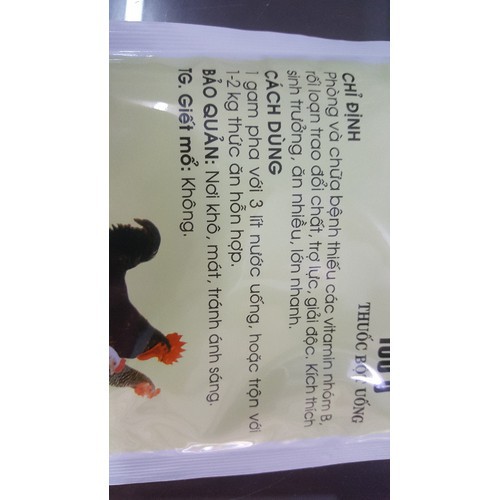 THUỐC BỘT UỐNG
CHỈ ĐỊNH
Phòng và chữa bệnh thiếu các vitamin nhóm B,
rối loạn trao đổi chất, trợ lực, giải độc. Kích thích
sinh trưởng, ăn nhiều, lớn nhanh.
CÁCH DÙNG
1 gam pha với 3 lít nước uống, hoặc trộn với
1-2 kg thức ăn hỗn hợp.
BẢO QUẢN: Nơi khô, mát, tránh ánh sáng.
TG. Giết mổ: Không.